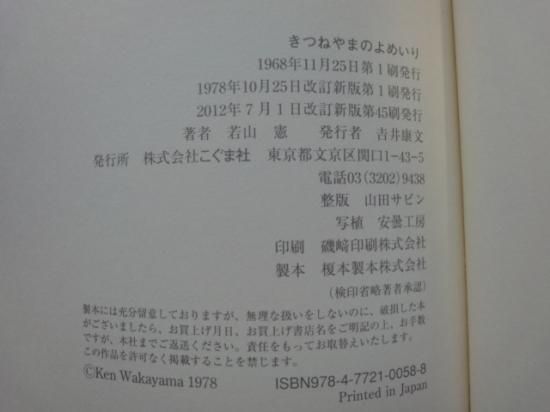 きつねやまのよめいり
1968年11月25日第1刷発行
1978年10月25日改訂新版第1刷発行
2012年7月1日改訂新版第45刷発行
著者 若山 憲 発行者 吉井康文
発行所 株式会社こぐま社 東京都文京区関口1-43-5
電話03(3202)9438
整版 山田サビン
写植 安曇工房
印刷 磯﨑印刷株式会社
製本 榎本製本株式会社
(検印省略著者承認)
製本には充分留意しておりますが、無理な扱いをしないのに、破損した本
がございましたら、お買上げ月日、お買上げ書店名をご明記の上、お手数
ですが、本社までご返送ください。責任をもってお取替えいたします。
この作品を許可なく掲載することを禁じます。
©Ken Wakayama 1978 ISBN978-4-7721-0058-8
Printed in Japan